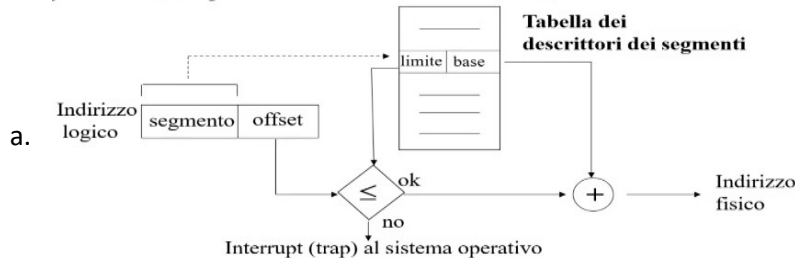 Tabella dei
descrittori dei segmenti
limite base
Indirizzo
logico
segmento offset
a.
≤
ok
+
Indirizzo
fisico
no
Interrupt (trap) al sistema operativo